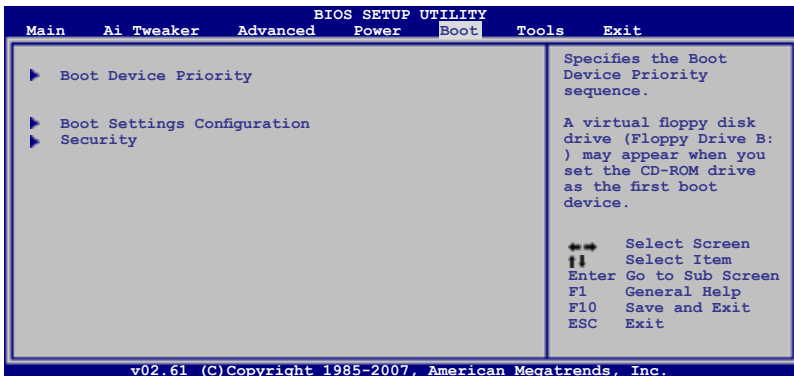 BIOS SETUP UTILITY
Main Ai Tweaker Advanced Power Boot Tools Exit
Boot Device Priority
Boot Settings Configuration
Security
Specifies the Boot
Device Priority
sequence.
A virtual floppy disk
drive (Floppy Drive B:
) may appear when you
set the CD-ROM drive
as the first boot
device.
Select Screen
Select Item
Enter Go to Sub Screen
F1 General Help
F10 Save and Exit
ESC Exit
v02.61 (C)Copyright 1985-2007, American Megatrends, Inc.